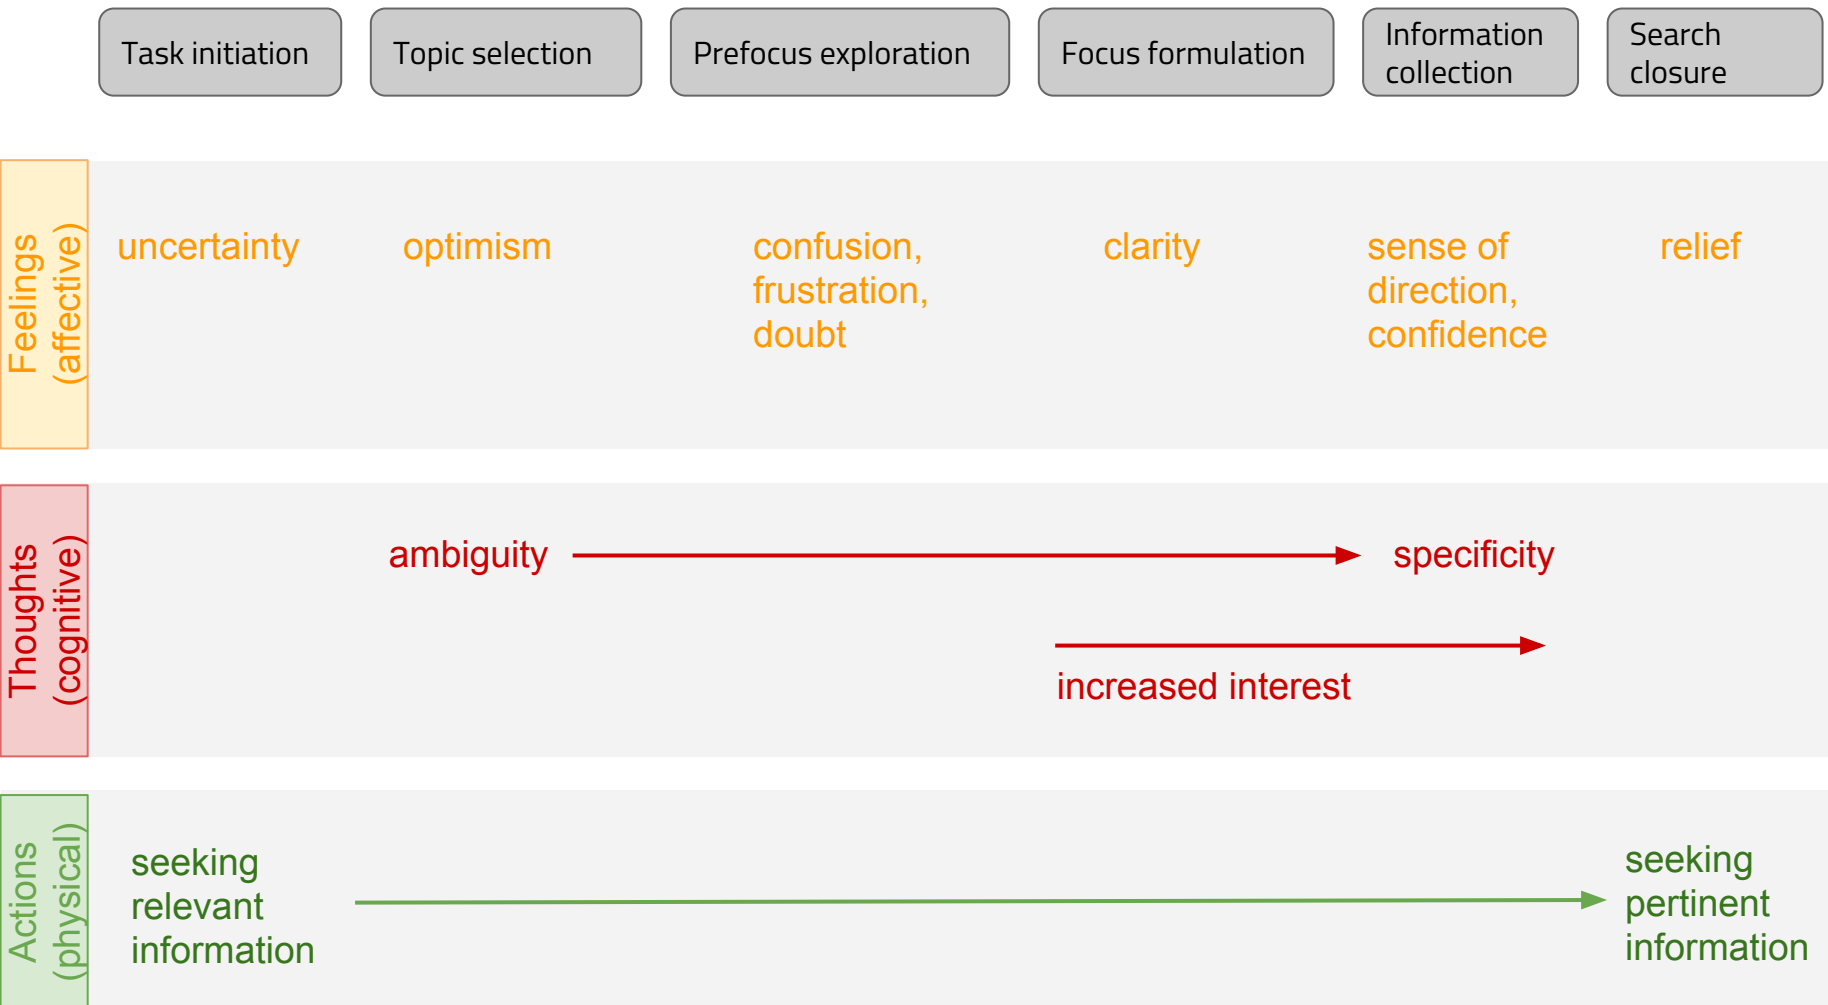 Task initiation
Topic selection
Prefocus exploration
Focus formulation
Information
collection
Search
closure
Feelings
(affective)
uncertainty
optimism
confusion,
frustration,
doubt
clarity
sense of
direction,
confidence
relief
Thoughts
(cognitive)
ambiguity
specificity
increased interest
Actions
(physical)
seeking
relevant
information
seeking
pertinent
information